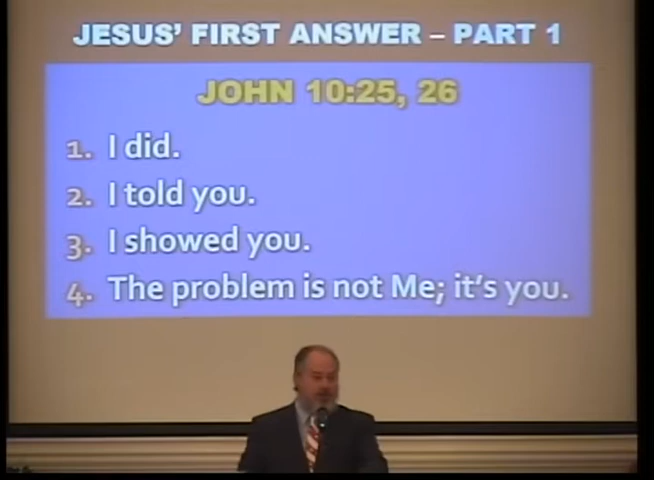 JESUS' FIRST ANSWER – PART 1
JOHN 10:25, 26
1. I did.
2. I told you.
3. I showed you.
4. The problem is not Me; it's you.